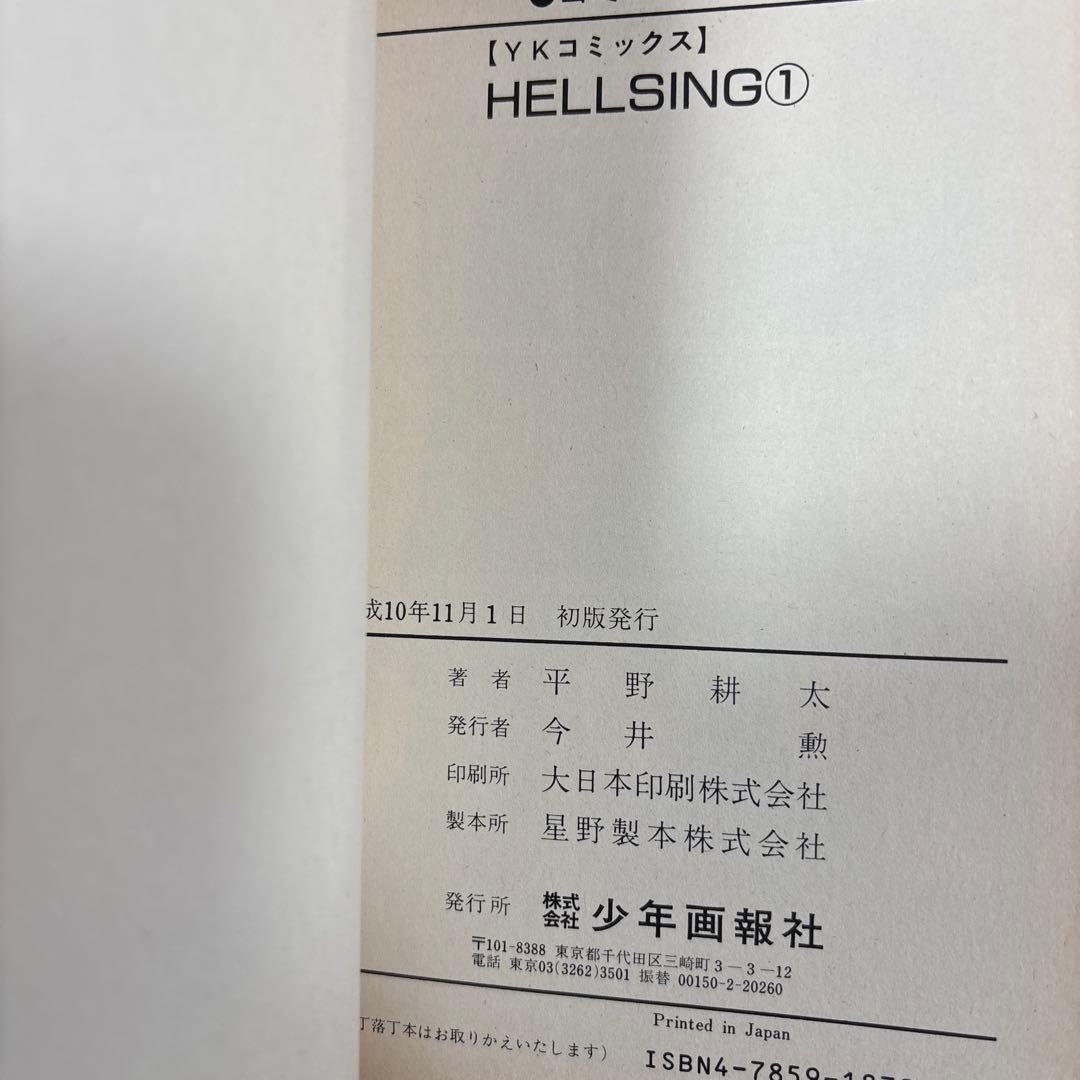 【YKコミックス】
HELLSING①
成10年11月1日 初版発行
著者 平野耕太
発行者 今井勲
印刷所 大日本印刷株式会社
製本所 星野製本株式会社
発行所 株式会社 少年画報社
〒101-8388 東京都千代田区三崎町3-3-12
電話 東京03(3262)3501 振替 00150-2-20260
Printed in Japan
丁落丁本はお取りかえいたします)
ISBN4-7859-